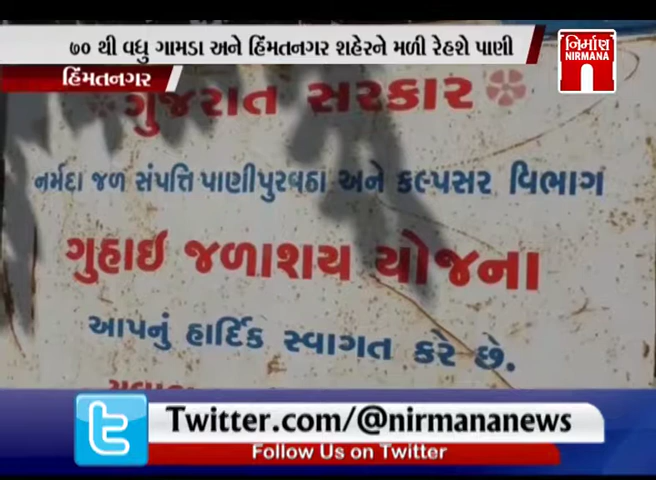 ૭૦ થી વધુ ગામડા અને હિંમતનગર શહેરને મળી રેહશે પાણી
નિર્માણ
NIRMANA
હિંમતનગર
ગુજરાત સરકાર
નર્મદા જળ સંપત્તિ પાણીપુરવઠા અને કલ્પસર વિભાગ
ગુહાઇ જળાશય યોજના
આપનું હાર્દિક સ્વાગત કરે છે.
Twitter.com/@nirmananews
Follow Us on Twitter